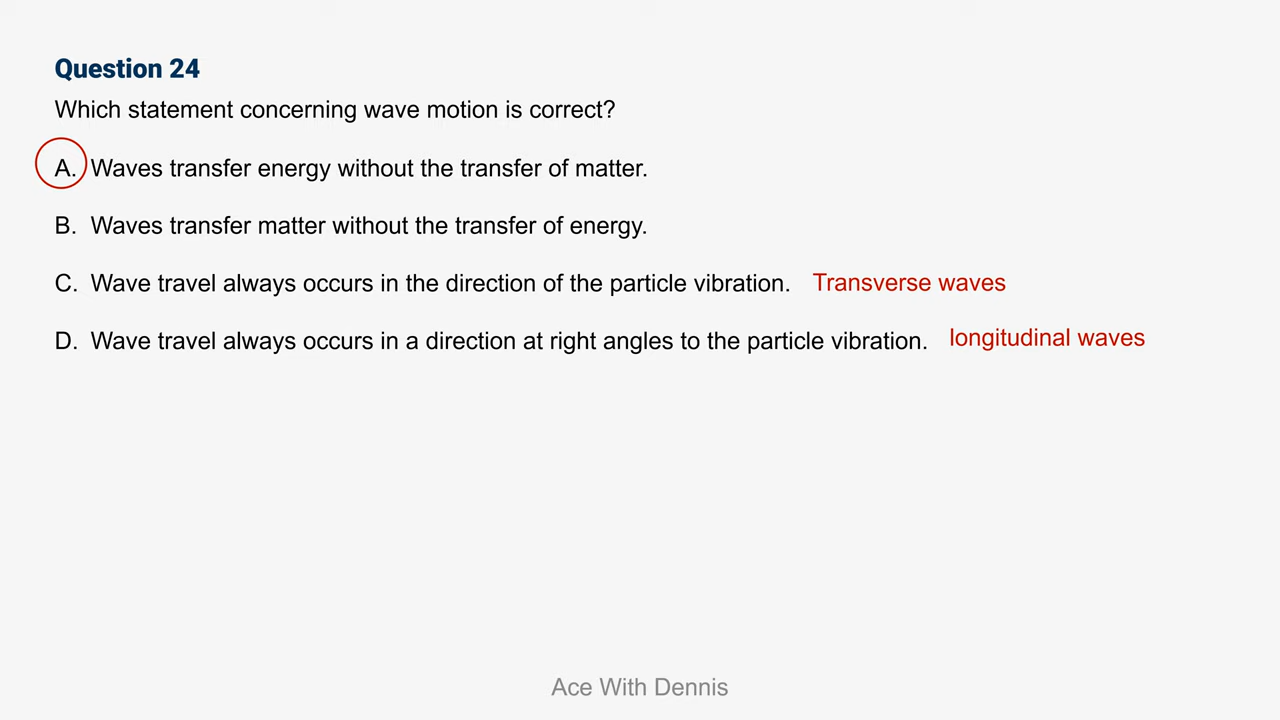 Question 24
Which statement concerning wave motion is correct?
A. Waves transfer energy without the transfer of matter.
B. Waves transfer matter without the transfer of energy.
C. Wave travel always occurs in the direction of the particle vibration. Transverse waves
D. Wave travel always occurs in a direction at right angles to the particle vibration. longitudinal waves
Ace With Dennis